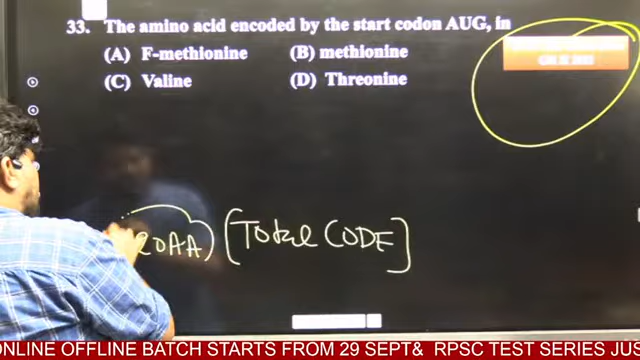 33. The amino acid encoded by the start codon AUG, in
(A) F-methionine (B) methionine
(C) Valine (D) Threonine
20AA) [Total CODE]
ONLINE OFFLINE BATCH STARTS FROM 29 SEPT& RPSC TEST SERIES JUS